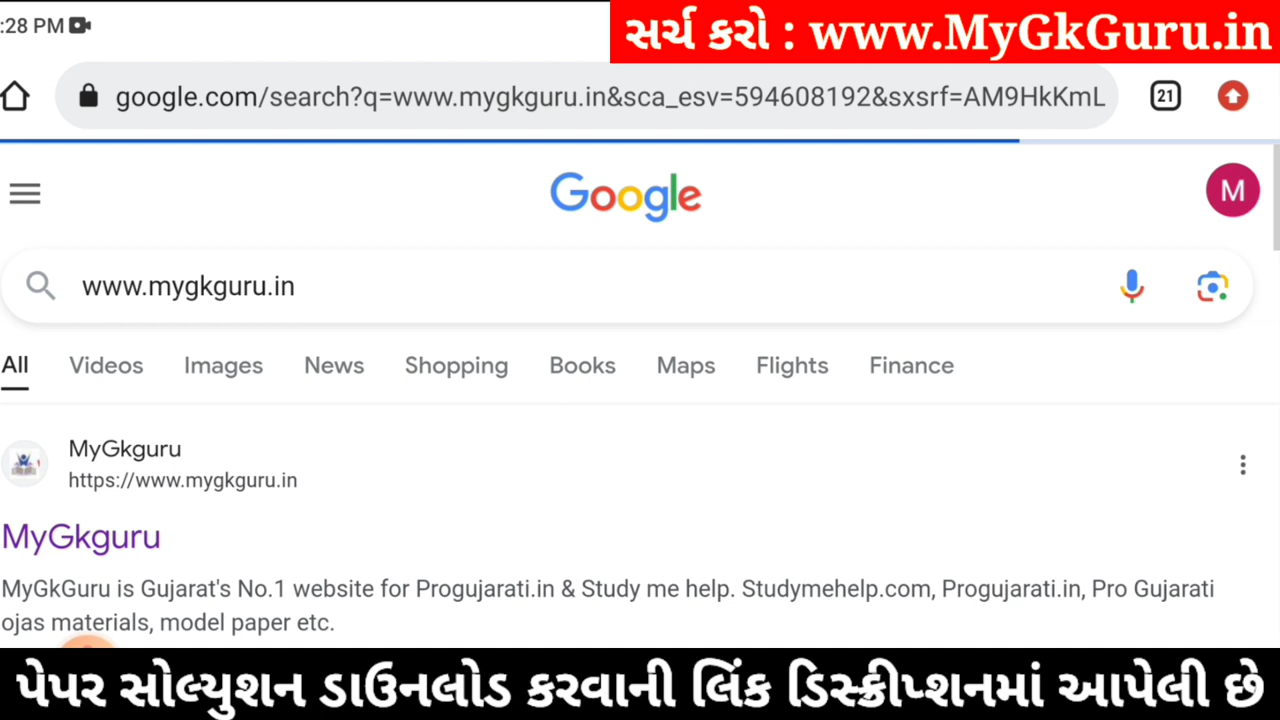 :28 PM
સર્ચ કરો : www.MyGkGuru.in
google.com/search?q=www.mygkguru.in&sca_esv=594608192&sxsrf=AM9HkKmL
21
Google
M
www.mygkguru.in
All Videos Images News Shopping Books Maps Flights Finance
MyGkguru
https://www.mygkguru.in
MyGkguru
MyGkGuru is Gujarat's No.1 website for Progujarati.in & Study me help. Studymehelp.com, Progujarati.in, Pro Gujarati
ojas materials, model paper etc.
પેપર સોલ્યુશન ડાઉનલોડ કરવાની લિંક ડિસ્ક્રીપ્શનમાં આપેલી છે